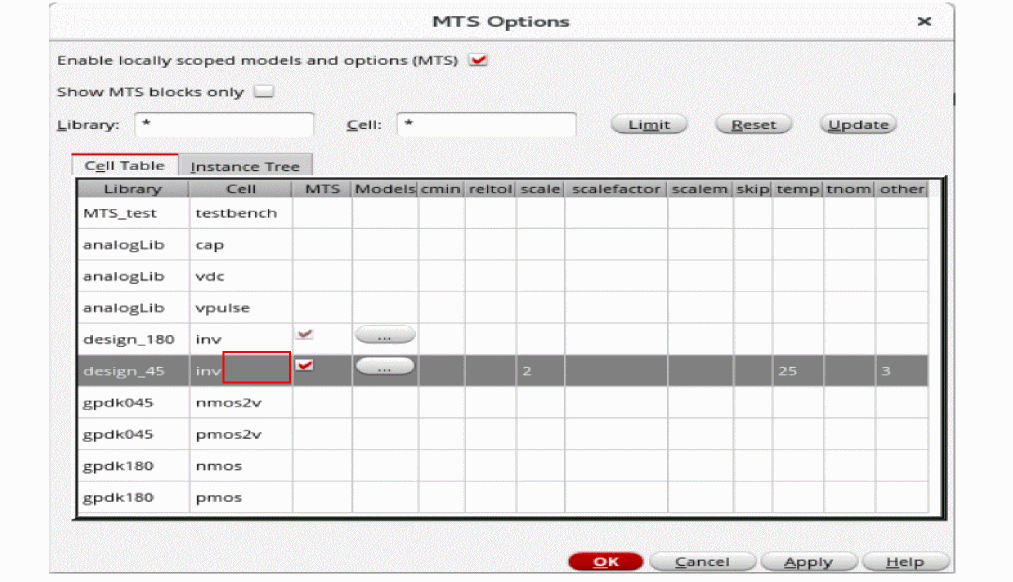 MTS Options
Enable locally scoped models and options (MTS)
Show MTS blocks only
Library: * Cell: * Limit Reset Update
Cell Table Instance Tree
Library Cell MTS Models cmin reltol scale scalefactor scalem skip temp tnom other
MTS_test testbench
analogLib cap
analogLib vdc
analogLib vpulse
design_180 inv ...
design_45 inv ... 2 25 3
gpdk045 nmos2v
gpdk045 pmos2v
gpdk180 nmos
gpdk180 pmos
OK Cancel Apply Help